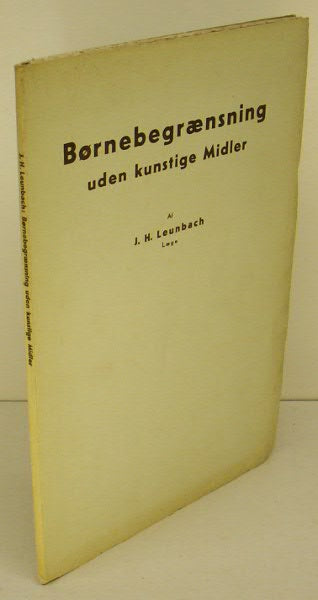 Børnebegrænsning
uden kunstige Midler
Af
J. H. Leunbach
Læge
J. H. Leunbach: Børnebegrænsning uden kunstige Midler